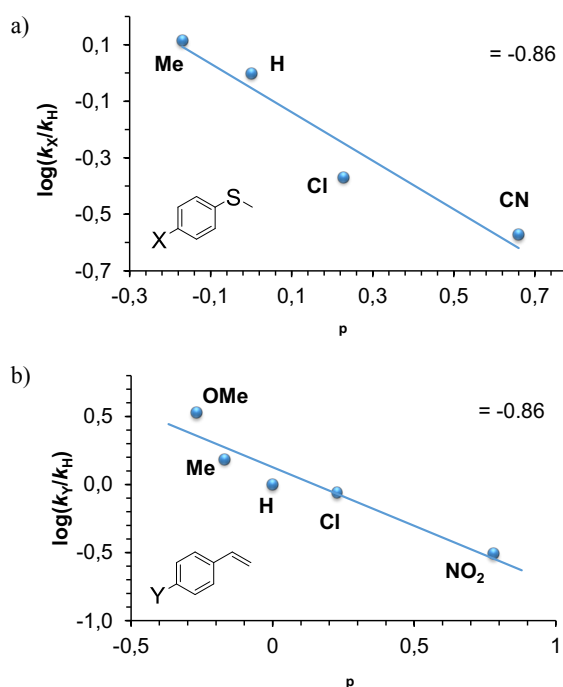 a)
0,1
Me
H
= -0.86
-0,1
log(kX/kH)
-0,3
Cl
CN
-0,5
S
X
-0,7
-0,3
-0,1
0,1
0,3
0,5
0,7
p
b)
OMe
0,5
= -0.86
Me
log(kY/kH)
0,0
H
Cl
-0,5
NO2
Y
-1,0
-0,5
0
0,5
1
p